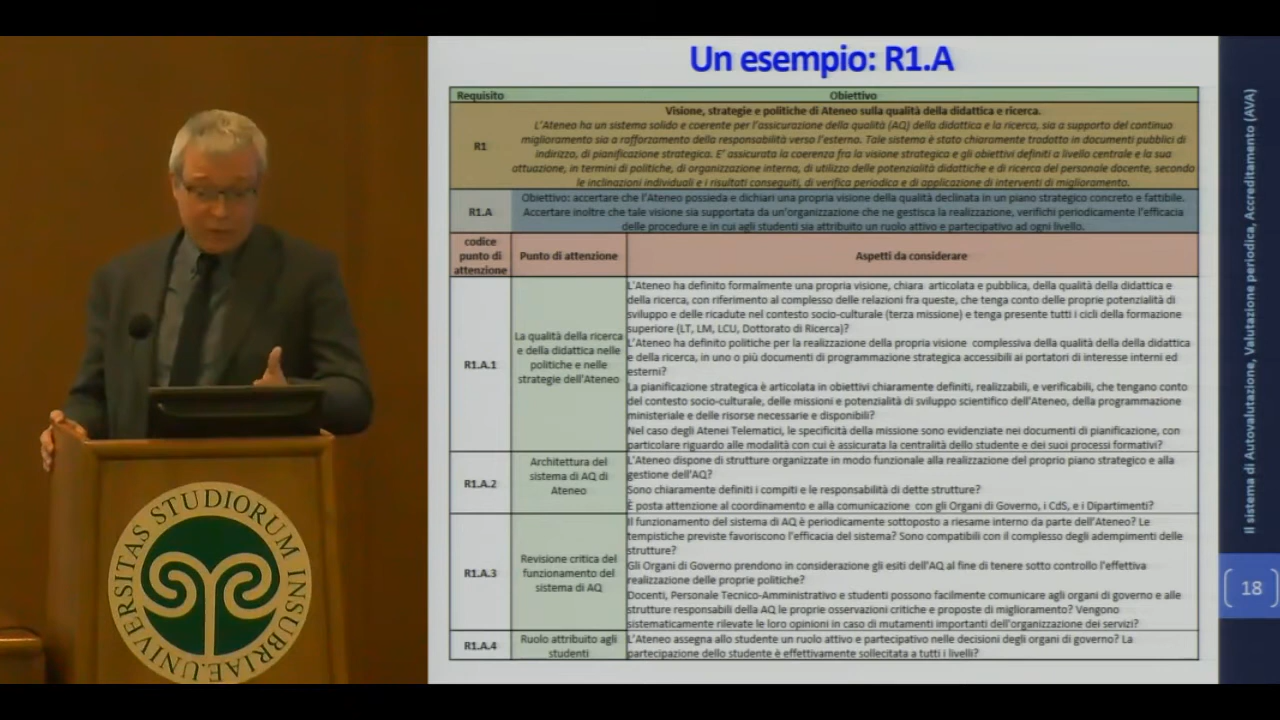 Un esempio: R1.A
Requisito
Obiettivo
R1
Visione, strategie e politiche di Ateneo sulla qualità della didattica e ricerca.
L'Ateneo ha un sistema solido e coerente per l'assicurazione della qualità (AQ) della didattica e la ricerca, sia a supporto del continuo
miglioramento sia a rafforzamento della responsabilità verso l'esterno. Tale sistema è stato chiaramente tradotto in documenti pubblici di
indirizzo, di pianificazione strategica. E' assicurata la coerenza fra la visione strategica e gli obiettivi definiti a livello centrale e la sua
attuazione, in termini di politiche, di organizzazione interna, di utilizzo delle potenzialità didattiche e di ricerca del personale docente, secondo
le inclinazioni individuali e i risultati conseguiti, di verifica periodica e di applicazione di interventi di miglioramento.
R1.A
Obiettivo: accertare che l'Ateneo possieda e dichiari una propria visione della qualità declinata in un piano strategico concreto e fattibile.
Accertare inoltre che tale visione sia supportata da un'organizzazione che ne gestisca la realizzazione, verifichi periodicamente l'efficacia
delle procedure e in cui agli studenti sia attribuito un ruolo attivo e partecipativo ad ogni livello.
codice
punto di
attenzione
Punto di attenzione
Aspetti da considerare
R1.A.1
La qualità della ricerca
e della didattica nelle
politiche e nelle
strategie dell'Ateneo
L'Ateneo ha definito formalmente una propria visione, chiara articolata e pubblica, della qualità della didattica e
della ricerca, con riferimento al complesso delle relazioni fra queste, che tenga conto delle proprie potenzialità di
sviluppo e delle ricadute nel contesto socio-culturale (terza missione) e tenga presente tutti i cicli della formazione
superiore (LT, LM, LCU, Dottorato di Ricerca)?
L'Ateneo ha definito politiche per la realizzazione della propria visione complessiva della qualità della della didattica
e della ricerca, in uno o più documenti di programmazione strategica accessibili ai portatori di interesse interni ed
esterni?
La pianificazione strategica è articolata in obiettivi chiaramente definiti, realizzabili, e verificabili, che tengano conto
del contesto socio-culturale, delle missioni e potenzialità di sviluppo scientifico dell'Ateneo, della programmazione
ministeriale e delle risorse necessarie e disponibili?
Nel caso degli Atenei Telematici, le specificità della missione sono evidenziate nei documenti di pianificazione, con
particolare riguardo alle modalità con cui è assicurata la centralità dello studente e dei suoi processi formativi?
R1.A.2
Architettura del
sistema di AQ di
Ateneo
L'Ateneo dispone di strutture organizzate in modo funzionale alla realizzazione del proprio piano strategico e alla
gestione dell'AQ?
Sono chiaramente definiti i compiti e le responsabilità di dette strutture?
È posta attenzione al coordinamento e alla comunicazione con gli Organi di Governo, i CdS, e i Dipartimenti?
R1.A.3
Revisione critica del
funzionamento del
sistema di AQ
Il funzionamento del sistema di AQ è periodicamente sottoposto a riesame interno da parte dell'Ateneo? Le
tempistiche previste favoriscono l'efficacia del sistema? Sono compatibili con il complesso degli adempimenti delle
strutture?
Gli Organi di Governo prendono in considerazione gli esiti dell'AQ al fine di tenere sotto controllo l'effettiva
realizzazione delle proprie politiche?
Docenti, Personale Tecnico-Amministrativo e studenti possono facilmente comunicare agli organi di governo e alle
strutture responsabili della AQ le proprie osservazioni critiche e proposte di miglioramento? Vengono
sistematicamente rilevate le loro opinioni in caso di mutamenti importanti dell'organizzazione dei servizi?
R1.A.4
Ruolo attribuito agli
studenti
L'Ateneo assegna allo studente un ruolo attivo e partecipativo nelle decisioni degli organi di governo? La
partecipazione dello studente è effettivamente sollecitata a tutti i livelli?
Il sistema di Autovalutazione, Valutazione periodica, Accreditamento (AVA)
18
UNIVERSITAS STUDIORUM INSUBRIAE